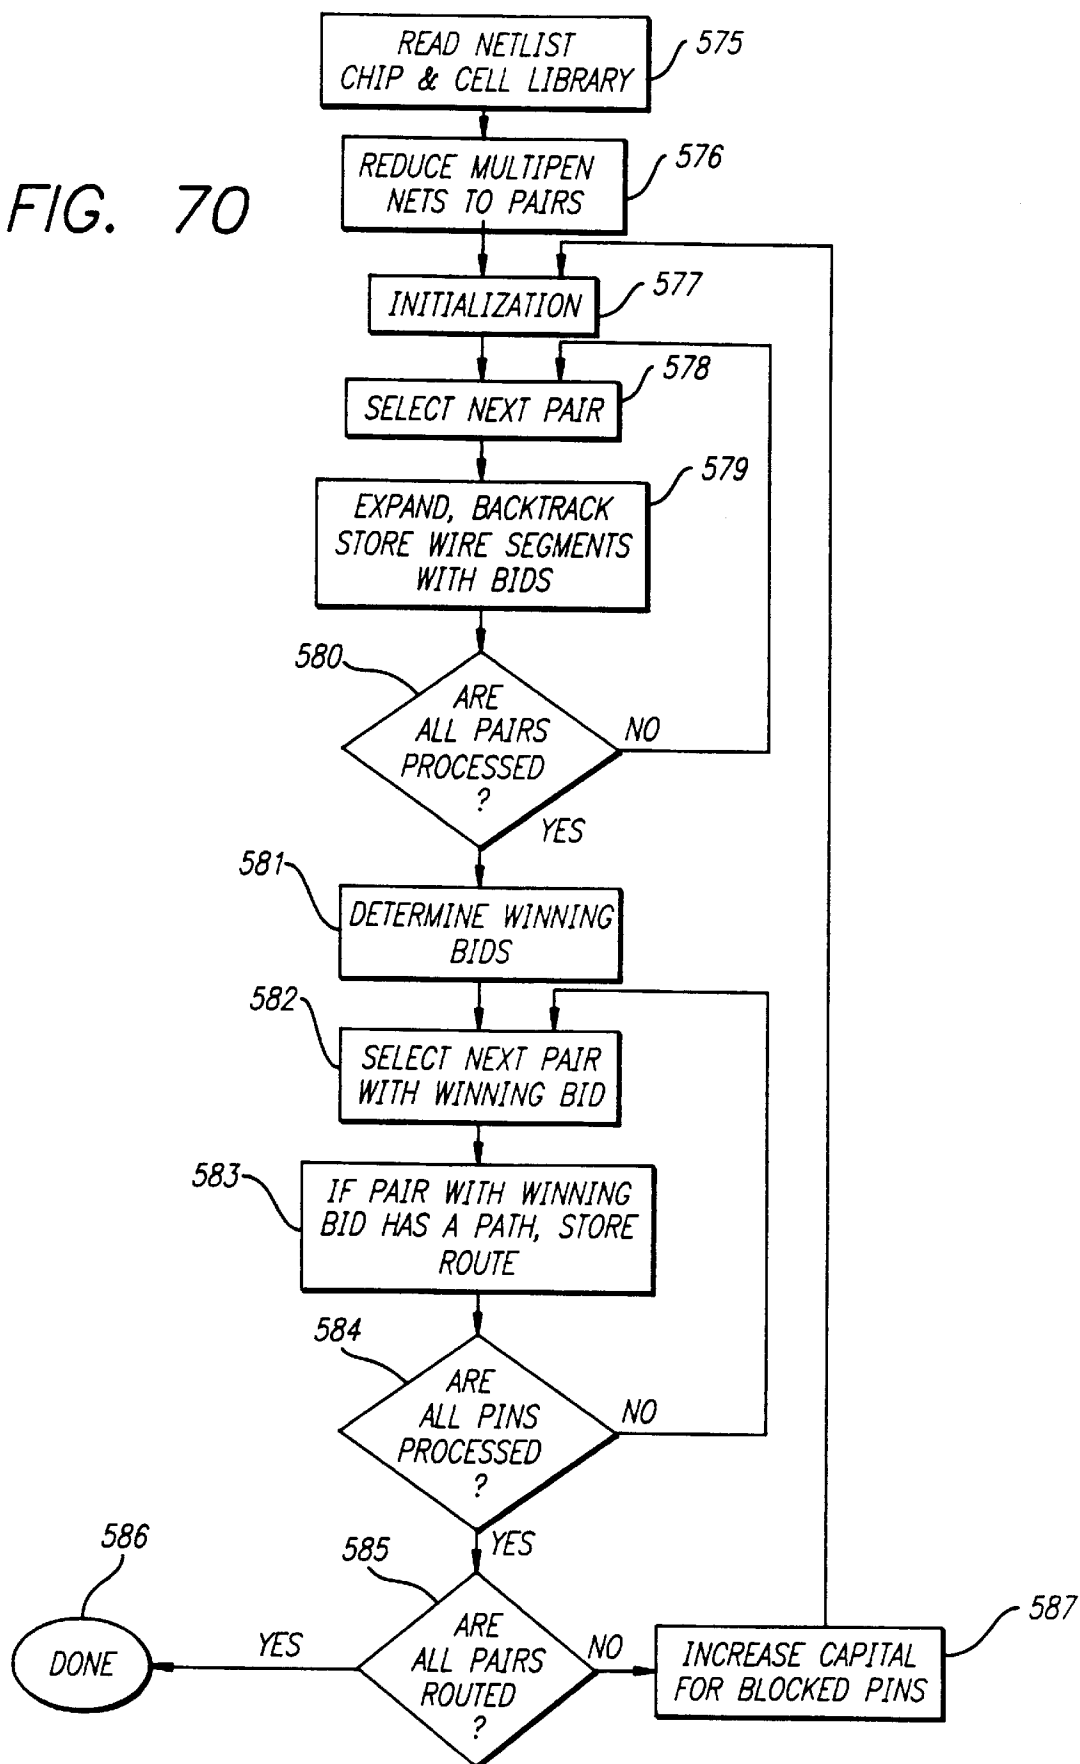 FIG. 70
READ NETLIST
CHIP & CELL LIBRARY
575
REDUCE MULTIPEN
NETS TO PAIRS
576
INITIALIZATION
577
SELECT NEXT PAIR
578
EXPAND, BACKTRACK
STORE WIRE SEGMENTS
WITH BIDS
579
580
ARE
ALL PAIRS
PROCESSED
?
NO
YES
581
DETERMINE WINNING
BIDS
582
SELECT NEXT PAIR
WITH WINNING BID
583
IF PAIR WITH WINNING
BID HAS A PATH, STORE
ROUTE
584
ARE
ALL PINS
PROCESSED
?
NO
YES
585
ARE
ALL PAIRS
ROUTED
?
YES
586
DONE
NO
INCREASE CAPITAL
FOR BLOCKED PINS
587